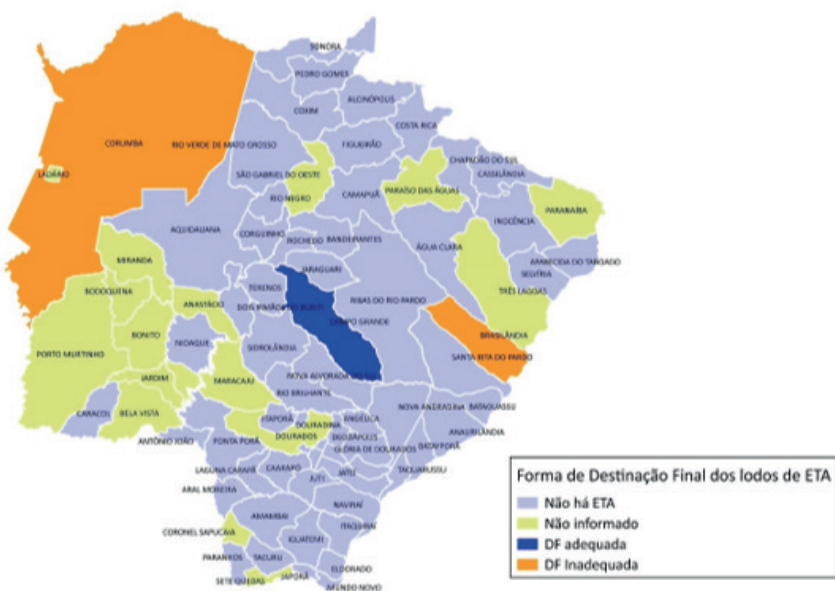 SONORA
PEDRO GOMES
ALCINÓPOLIS
COXIM
COSTA RICA
CORUMBA
RIO VERDE DE MATO GROSSO
FIGUEIRÃO
CHAPADÃO DO SUL
LADÁRIO
SÃO GABRIEL DO OESTE
CASSILÂNDIA
RIO NEGRO
CAMAPUÃ
PARAÍSO DAS ÁGUAS
PARANAÍBA
INOCÊNCIA
AQUIDAUANA
CORGUINHO
ROCHEDO
BANDEIRANTES
ÁGUA CLARA
MIRANDA
JARAGUARI
APARECIDA DO TABOADO
SELVÍRIA
BODOQUENA
TERENOS
TRÊS LAGOAS
ANASTÁCIO
DOIS IRMÃOS DO BURITI
RIBAS DO RIO PARDO
CAMPO GRANDE
BONITO
NIOAQUE
SIDROLÂNDIA
BRASILÂNDIA
PORTO MURTINHO
SANTA RITA DO PARDO
JARDIM
MARACAJU
NOVA ALVORADA DO SUL
RIO BRILHANTE
CARACOL
BELA VISTA
NOVA ANDRADINA
BATAGUASSU
ITAPORÃ
DOURADINA
ANGÉLICA
ANTÔNIO JOÃO
PONTA PORÃ
DOURADOS
DEODÁPOLIS
ANAURILÂNDIA
GLÓRIA DE DOURADOS
BATAYPORÃ
LAGUNA CARAPÃ
CAARAPÓ
JUTI
JATEÍ
TAQUARUSSU
ARAL MOREIRA
NAVIRAÍ
AMAMBAI
CORONEL SAPUCAIA
ITAQUIRAÍ
IGUATEMI
PARANHOS
TACURU
ELDORADO
SETE QUEDAS
JAPORÃ
MUNDO NOVO
Forma de Destinação Final dos lodos de ETA
Não há ETA
Não informado
DF adequada
DF Inadequada